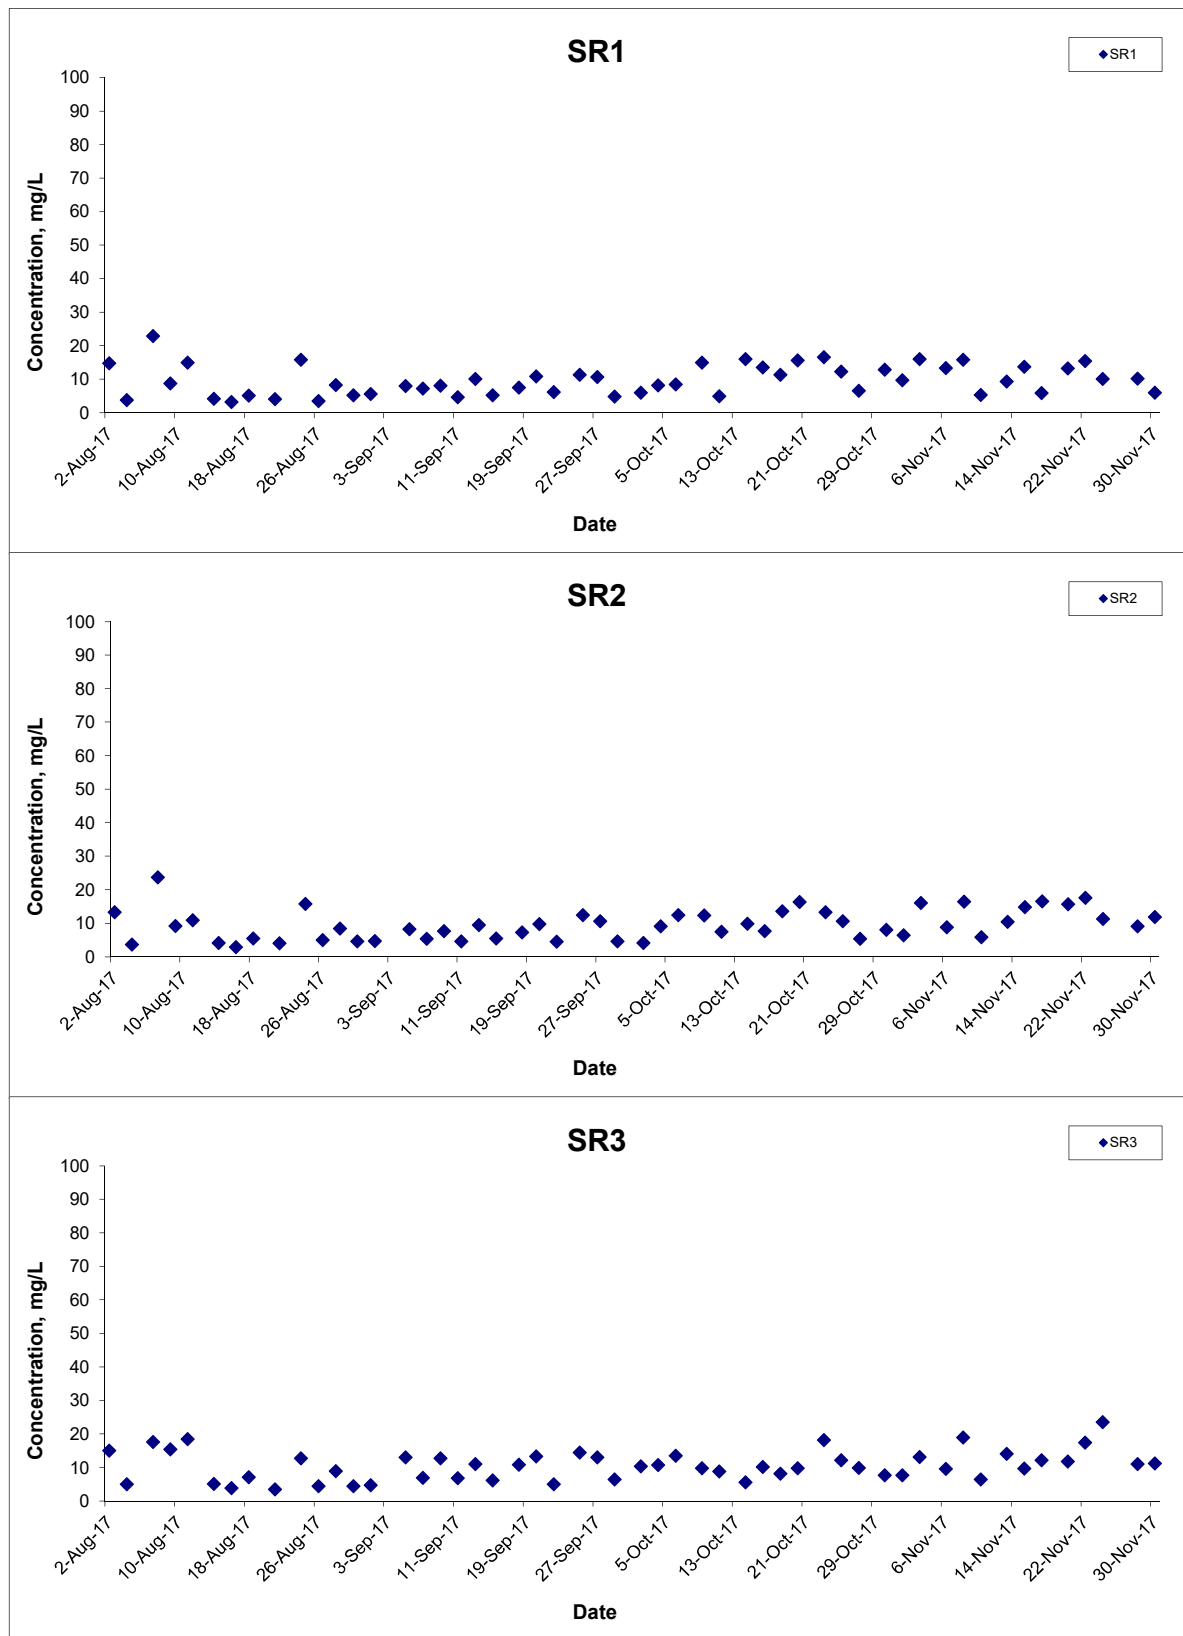 SR1
SR1
100
90
80
70
60
50
40
30
20
10
0
Concentration, mg/L
2-Aug-17
10-Aug-17
18-Aug-17
26-Aug-17
3-Sep-17
11-Sep-17
19-Sep-17
27-Sep-17
5-Oct-17
13-Oct-17
21-Oct-17
29-Oct-17
6-Nov-17
14-Nov-17
22-Nov-17
30-Nov-17
Date
SR2
SR2
100
90
80
70
60
50
40
30
20
10
0
Concentration, mg/L
2-Aug-17
10-Aug-17
18-Aug-17
26-Aug-17
3-Sep-17
11-Sep-17
19-Sep-17
27-Sep-17
5-Oct-17
13-Oct-17
21-Oct-17
29-Oct-17
6-Nov-17
14-Nov-17
22-Nov-17
30-Nov-17
Date
SR3
SR3
100
90
80
70
60
50
40
30
20
10
0
Concentration, mg/L
2-Aug-17
10-Aug-17
18-Aug-17
26-Aug-17
3-Sep-17
11-Sep-17
19-Sep-17
27-Sep-17
5-Oct-17
13-Oct-17
21-Oct-17
29-Oct-17
6-Nov-17
14-Nov-17
22-Nov-17
30-Nov-17
Date